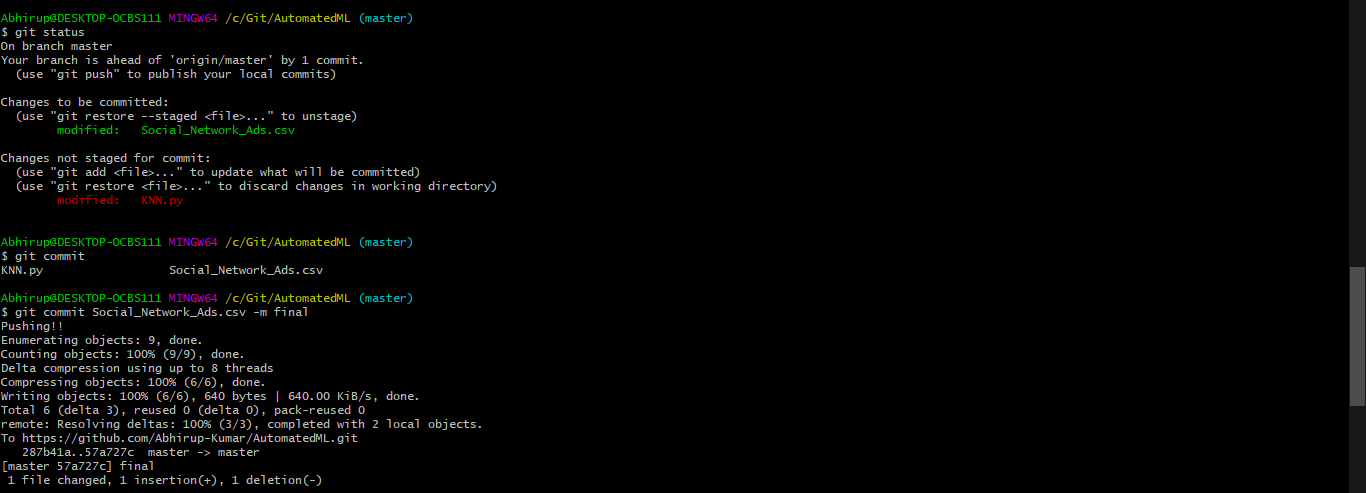 Abhirup@DESKTOP-OCBS111 MINGW64 /c/Git/AutomatedML (master)
$ git status
On branch master
Your branch is ahead of 'origin/master' by 1 commit.
  (use "git push" to publish your local commits)

Changes to be committed:
  (use "git restore --staged <file>..." to unstage)
        modified:   Social_Network_Ads.csv

Changes not staged for commit:
  (use "git add <file>..." to update what will be committed)
  (use "git restore <file>..." to discard changes in working directory)
        modified:   KNN.py

Abhirup@DESKTOP-OCBS111 MINGW64 /c/Git/AutomatedML (master)
$ git commit
KNN.py                  Social_Network_Ads.csv

Abhirup@DESKTOP-OCBS111 MINGW64 /c/Git/AutomatedML (master)
$ git commit Social_Network_Ads.csv -m final
Pushing!!
Enumerating objects: 9, done.
Counting objects: 100% (9/9), done.
Delta compression using up to 8 threads
Compressing objects: 100% (6/6), done.
Writing objects: 100% (6/6), 640 bytes | 640.00 KiB/s, done.
Total 6 (delta 3), reused 0 (delta 0), pack-reused 0
remote: Resolving deltas: 100% (3/3), completed with 2 local objects.
To https://github.com/Abhirup-Kumar/AutomatedML.git
   287b41a..57a727c  master -> master
[master 57a727c] final
 1 file changed, 1 insertion(+), 1 deletion(-)